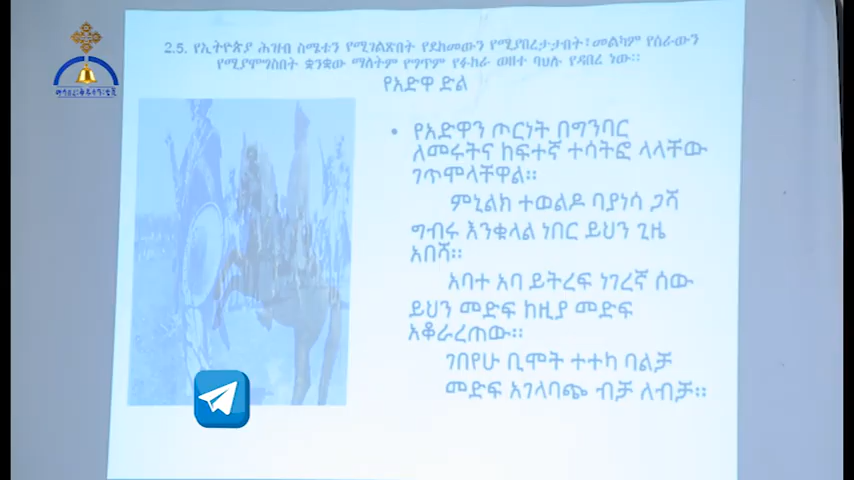 2.5. የኢትዮጵያ ሕዝብ ስሜቱን የሚገልጽበት የደከመውን የሚያበረታታበት፣መልካም የሰራውን
የሚያሞግስበት ቋንቋው ማለትም ግጥም የፉከራ ወዘተ ባህሉ የዳበረ ነው፡፡
የአድዋ ድል
• የአድዋን ጦርነት በግንባር
ለመሩትና ከፍተኛ ተሳትፎ ላላቸው
ገጥሞላቸዋል፡፡
ምኒልክ ተወልዶ ባያነሳ ጋሻ
ግብሩ እንቁላል ነበር ይህን ጊዜ
አበሻ፡፡
አባተ አባ ይትረፍ ነገረኛ ሰው
ይህን መድፍ ከዚያ መድፍ
አቆራረጠው፡፡
ገበየሁ ቢሞት ተተካ ባልቻ
መድፍ አገላባጭ ብቻ ለብቻ፡፡